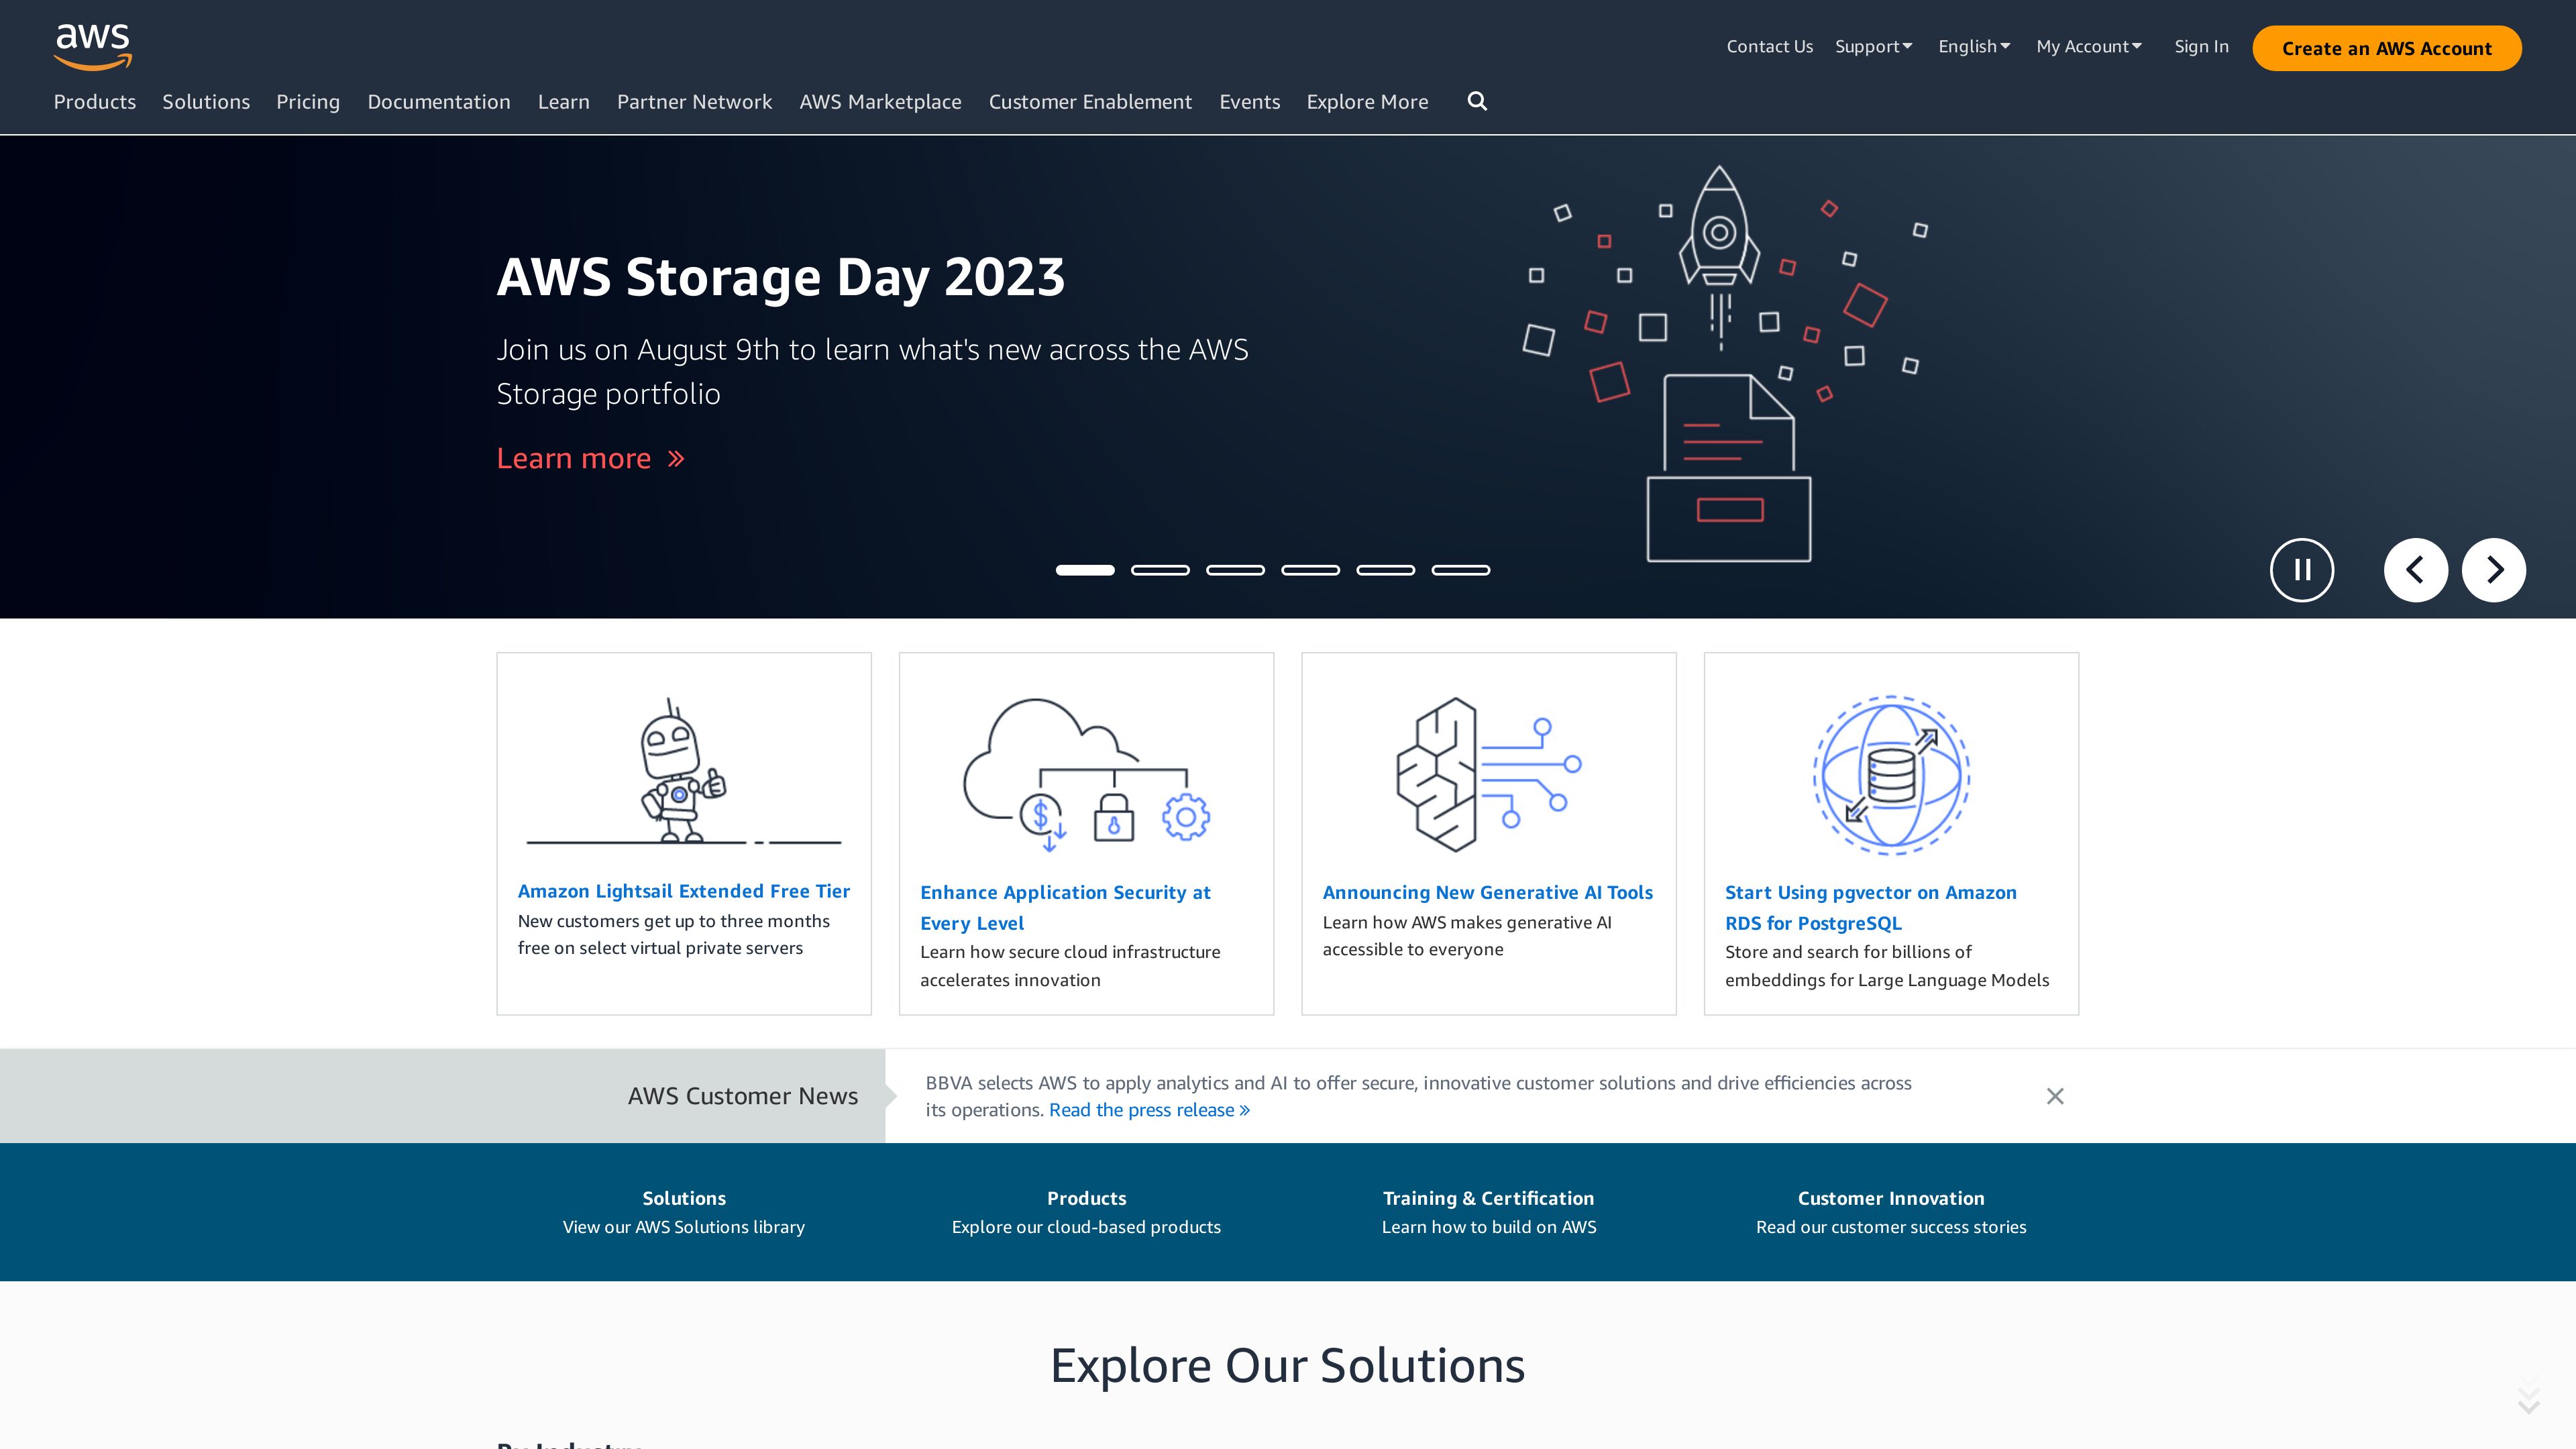 aws
Contact Us
Support
English
My Account
Sign In
Create an AWS Account
Products
Solutions
Pricing
Documentation
Learn
Partner Network
AWS Marketplace
Customer Enablement
Events
Explore More
AWS Storage Day 2023
Join us on August 9th to learn what's new across the AWS
Storage portfolio
Learn more »
Amazon Lightsail Extended Free Tier
New customers get up to three months
free on select virtual private servers
Enhance Application Security at
Every Level
Learn how secure cloud infrastructure
accelerates innovation
Announcing New Generative AI Tools
Learn how AWS makes generative AI
accessible to everyone
Start Using pgvector on Amazon
RDS for PostgreSQL
Store and search for billions of
embeddings for Large Language Models
AWS Customer News
BBVA selects AWS to apply analytics and AI to offer secure, innovative customer solutions and drive efficiencies across
its operations. Read the press release »
Solutions
View our AWS Solutions library
Products
Explore our cloud-based products
Training & Certification
Learn how to build on AWS
Customer Innovation
Read our customer success stories
Explore Our Solutions